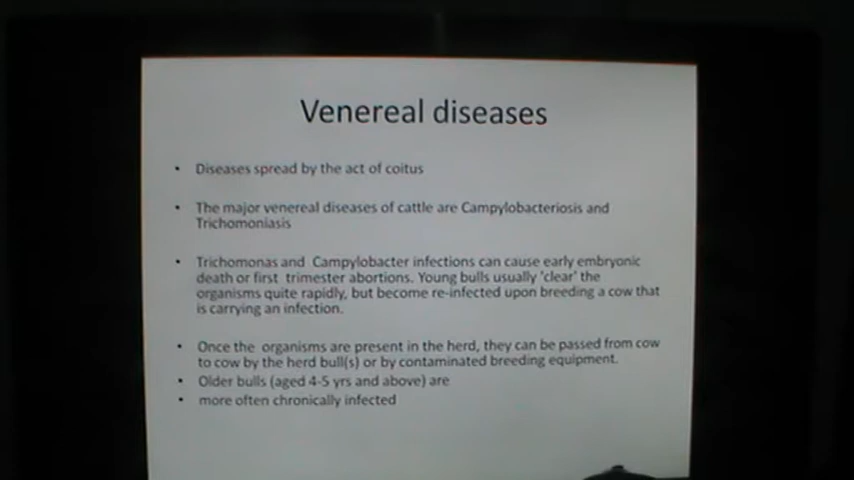 Venereal diseases
• Diseases spread by the act of coitus
• The major venereal diseases of cattle are Campylobacteriosis and
Trichomoniasis
• Trichomonas and Campylobacter infections can cause early embryonic
death or first trimester abortions. Young bulls usually 'clear' the
organisms quite rapidly, but become re-infected upon breeding a cow that
is carrying an infection.
• Once the organisms are present in the herd, they can be passed from cow
to cow by the herd bull(s) or by contaminated breeding equipment.
• Older bulls (aged 4-5 yrs and above) are
• more often chronically infected